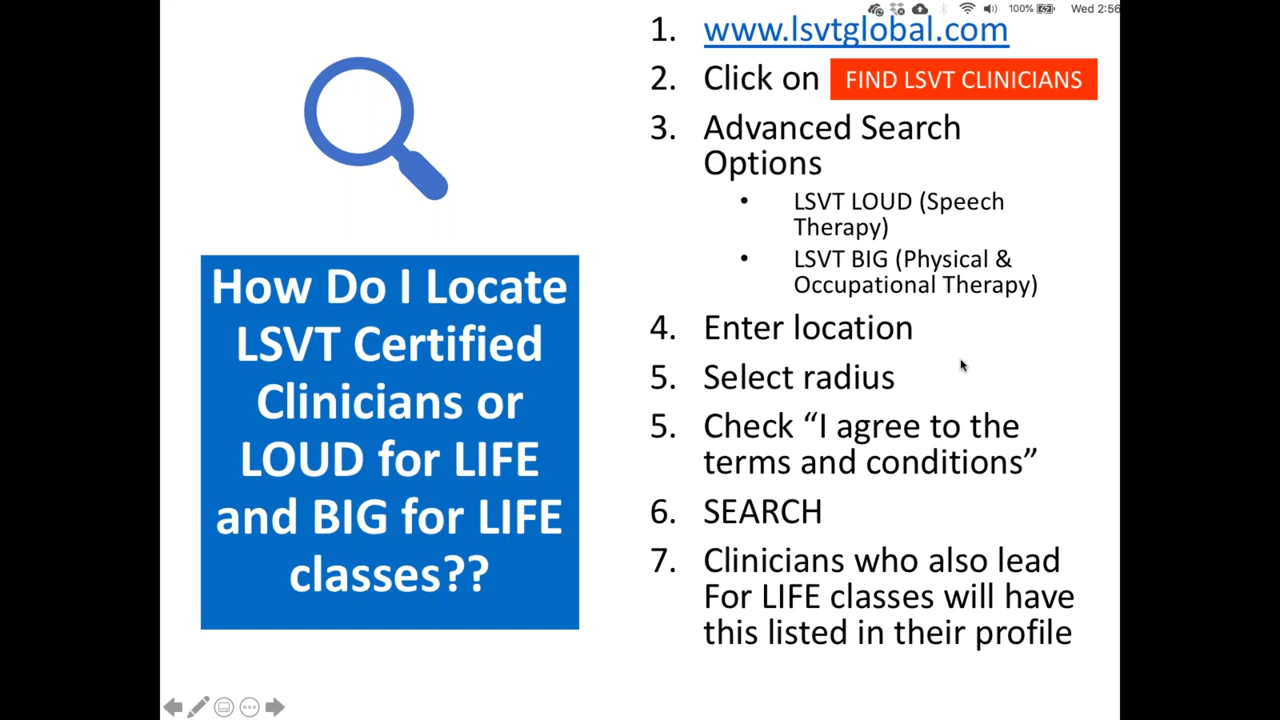 100%
Wed 2:56
How Do I Locate
LSVT Certified
Clinicians or
LOUD for LIFE
and BIG for LIFE
classes??
1. www.lsvtglobal.com
2. Click on FIND LSVT CLINICIANS
3. Advanced Search
Options
• LSVT LOUD (Speech
Therapy)
• LSVT BIG (Physical &
Occupational Therapy)
4. Enter location
5. Select radius
5. Check “I agree to the
terms and conditions”
6. SEARCH
7. Clinicians who also lead
For LIFE classes will have
this listed in their profile